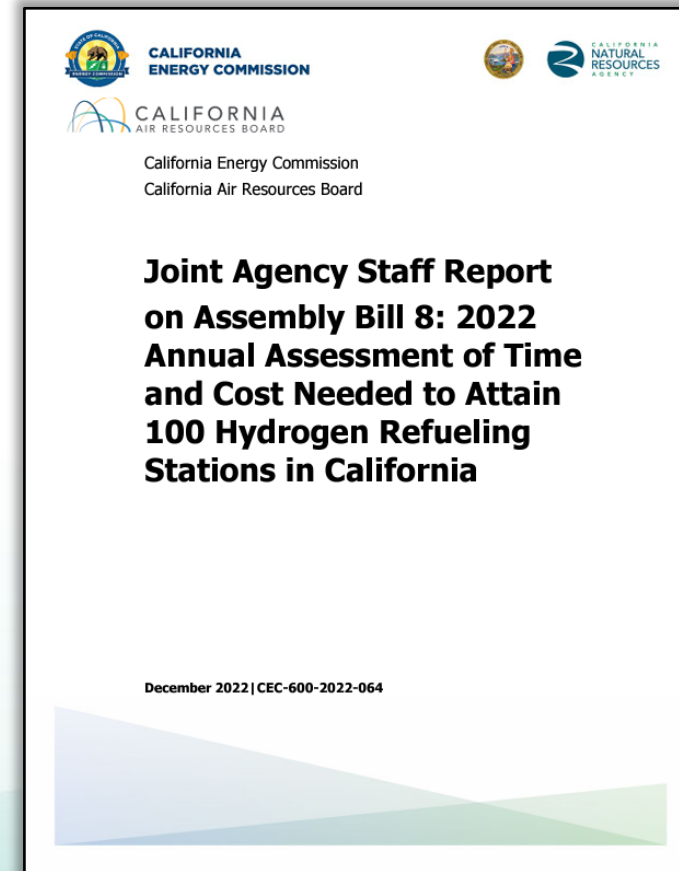 CALIFORNIA
ENERGY COMMISSION
CALIFORNIA
NATURAL
RESOURCES
AGENCY
CALIFORNIA
AIR RESOURCES BOARD
California Energy Commission
California Air Resources Board
Joint Agency Staff Report
on Assembly Bill 8: 2022
Annual Assessment of Time
and Cost Needed to Attain
100 Hydrogen Refueling
Stations in California
December 2022|CEC-600-2022-064